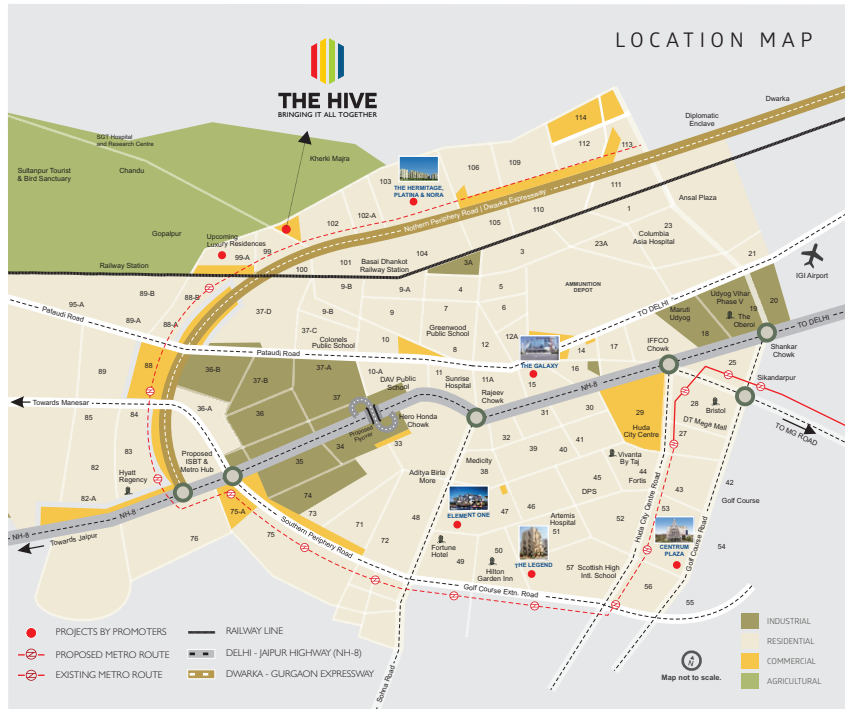 LOCATION MAP
THE HIVE
BRINGING IT ALL TOGETHER
Dwarka
Diplomatic
Enclave
114
112
113
SGT Hospital
and Research Centre
Chandu
Kherki Majra
Sultanpur Tourist
& Bird Sanctuary
103
106
109
THE HERMITAGE,
PLATINA & NORA
111
Ansal Plaza
102
102-A
Nothern Periphery Road | Dwarka Expressway
110
1
105
23
Columbia
Asia Hospital
23A
Gopalpur
Upcoming
Luxury Residences
99
99-A
Railway Station
100
101
Basai Dhankot
Railway Station
104
3A
3
21
IGI Airport
89-B
88-B
9-B
9-A
4
5
AMMUNITION
DEPOT
95-A
Pataudi Road
89-A
88-A
37-D
9-B
9
7
6
TO DELHI
Maruti
Udyog
Udyog Vihar
Phase V
19
20
The
Oberoi
18
TO DELHI
37-C
Colonels
Public School
10
Greenwood
Public School
8
12
12A
THE GALAXY
14
17
IFFCO
Chowk
Shankar
Chowk
Pataudi Road
89
88
36-B
37-B
37-A
10-A
DAV Public
School
11
Sunrise
Hospital
11A
15
16
NH-8
25
Sikandarpur
Towards Manesar
36-A
36
37
Rajeev
Chowk
31
30
29
Huda
City Centre
28
Bristol
DT Mega Mall
27
TO MG ROAD
85
84
Proposed
Flyover
Hero Honda
Chowk
33
34
32
39
40
41
83
Proposed
ISBT &
Metro Hub
35
Aditya Birla
More
Medicity
38
Vivanta
By Taj
44
Fortis
45
DPS
82
Hyatt
Regency
82-A
74
73
43
42
Golf Course
NH-8
NH-8
Towards Jaipur
75-A
76
75
71
72
48
ELEMENT ONE
47
46
Artemis
Hospital
51
52
53
Huda City Centre Road
CENTRUM
PLAZA
Golf Course Road
54
Southern Periphery Road
Fortune
Hotel
49
50
Hilton
Garden Inn
THE LEGEND
57
Scottish High
Intl. School
56
55
Golf Course Extn. Road
Sohna Road
PROJECTS BY PROMOTERS
PROPOSED METRO ROUTE
EXISTING METRO ROUTE
RAILWAY LINE
DELHI - JAIPUR HIGHWAY (NH-8)
DWARKA - GURGAON EXPRESSWAY
N
Map not to scale.
INDUSTRIAL
RESIDENTIAL
COMMERCIAL
AGRICULTURAL